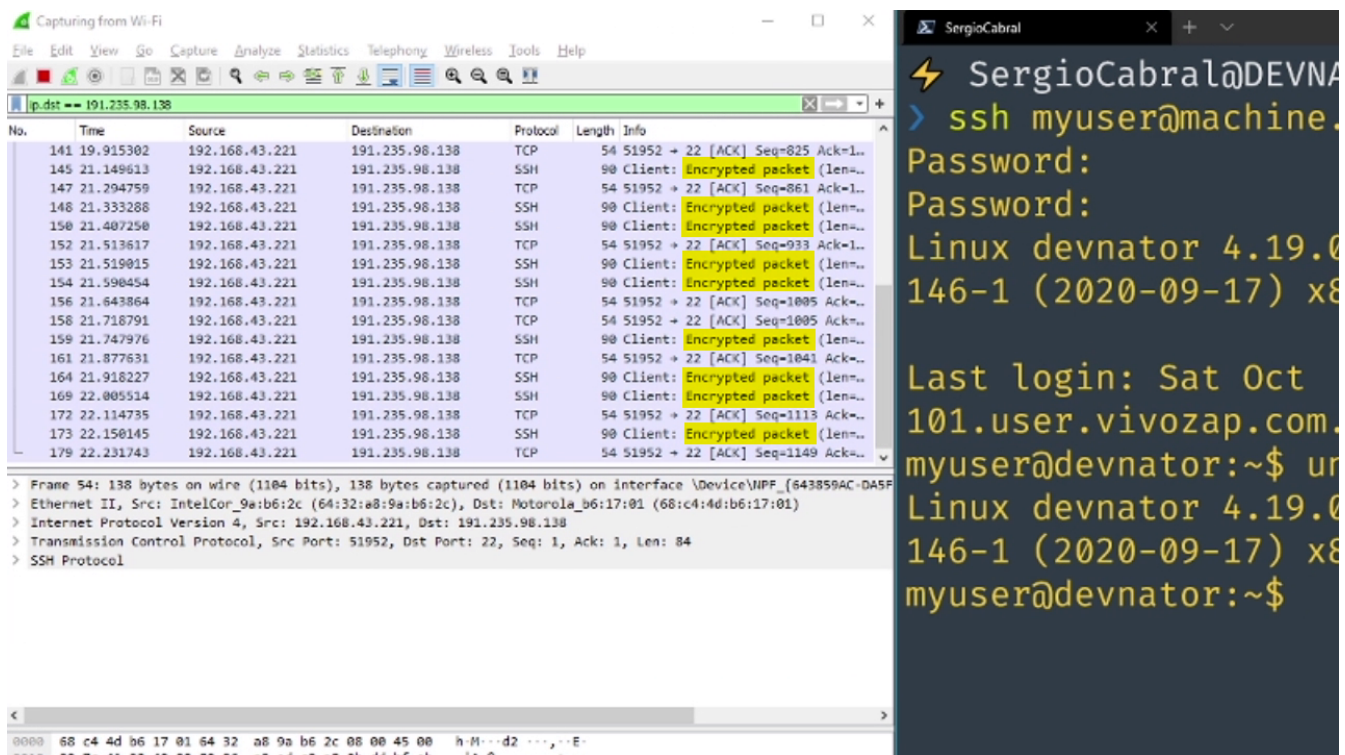 Capturing from Wi-Fi
File Edit View Go Capture Analyze Statistics Telephony Wireless Tools Help
ip.dst == 191.235.98.138
No. Time Source Destination Protocol Length Info
141 19.915302 192.168.43.221 191.235.98.138 TCP 54 51952 → 22 [ACK] Seq=825 Ack=1…
145 21.149613 192.168.43.221 191.235.98.138 SSH 90 Client: Encrypted packet (len=…
147 21.294759 192.168.43.221 191.235.98.138 TCP 54 51952 → 22 [ACK] Seq=861 Ack=1…
148 21.333288 192.168.43.221 191.235.98.138 SSH 90 Client: Encrypted packet (len=…
150 21.407250 192.168.43.221 191.235.98.138 SSH 90 Client: Encrypted packet (len=…
152 21.513617 192.168.43.221 191.235.98.138 TCP 54 51952 → 22 [ACK] Seq=933 Ack=1…
153 21.519015 192.168.43.221 191.235.98.138 SSH 90 Client: Encrypted packet (len=…
154 21.590454 192.168.43.221 191.235.98.138 SSH 90 Client: Encrypted packet (len=…
156 21.643864 192.168.43.221 191.235.98.138 TCP 54 51952 → 22 [ACK] Seq=1005 Ack=…
158 21.718791 192.168.43.221 191.235.98.138 TCP 54 51952 → 22 [ACK] Seq=1005 Ack=…
159 21.747976 192.168.43.221 191.235.98.138 SSH 90 Client: Encrypted packet (len=…
161 21.877631 192.168.43.221 191.235.98.138 TCP 54 51952 → 22 [ACK] Seq=1041 Ack=…
164 21.918227 192.168.43.221 191.235.98.138 SSH 90 Client: Encrypted packet (len=…
169 22.005514 192.168.43.221 191.235.98.138 SSH 90 Client: Encrypted packet (len=…
172 22.114735 192.168.43.221 191.235.98.138 TCP 54 51952 → 22 [ACK] Seq=1113 Ack=…
173 22.150145 192.168.43.221 191.235.98.138 SSH 90 Client: Encrypted packet (len=…
179 22.231743 192.168.43.221 191.235.98.138 TCP 54 51952 → 22 [ACK] Seq=1149 Ack=…
> Frame 54: 138 bytes on wire (1104 bits), 138 bytes captured (1104 bits) on interface \Device\NPF_{643859AC-DA5F
> Ethernet II, Src: IntelCor_9a:b6:2c (64:32:a8:9a:b6:2c), Dst: Motorola_b6:17:01 (68:c4:4d:b6:17:01)
> Internet Protocol Version 4, Src: 192.168.43.221, Dst: 191.235.98.138
> Transmission Control Protocol, Src Port: 51952, Dst Port: 22, Seq: 1, Ack: 1, Len: 84
> SSH Protocol
0000 68 c4 4d b6 17 01 64 32 a8 9a b6 2c 08 00 45 00 h·M···d2 ···,··E·
SergioCabral
SergioCabral@DEVNA
❯ ssh myuser@machine.
Password:
Password:
Linux devnator 4.19.0
146-1 (2020-09-17) x8
Last login: Sat Oct
101.user.vivozap.com.
myuser@devnator:~$ un
Linux devnator 4.19.0
146-1 (2020-09-17) x8
myuser@devnator:~$